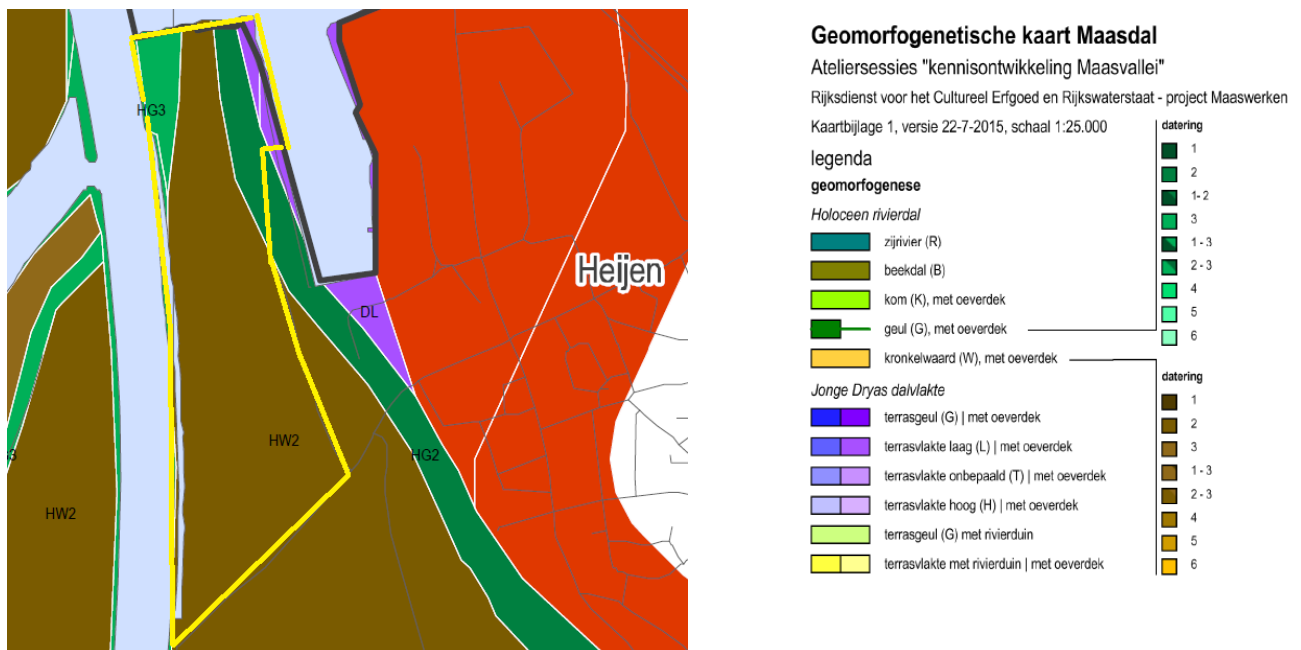 HG3
Heijen
DL
HW2
HG2
3
HW2
Geomorfogenetische kaart Maasdal
Ateliersessies "kennisontwikkeling Maasvallei"
Rijksdienst voor het Cultureel Erfgoed en Rijkswaterstaat - project Maaswerken
Kaartbijlage 1, versie 22-7-2015, schaal 1:25.000
legenda
geomorfogenese
Holoceen rivierdal
zijrivier (R)
beekdal (B)
kom (K), met oeverdek
geul (G), met oeverdek
kronkelwaard (W), met oeverdek
Jonge Dryas dalvlakte
terrasgeul (G) | met oeverdek
terrasvlakte laag (L) | met oeverdek
terrasvlakte onbepaald (T) | met oeverdek
terrasvlakte hoog (H) | met oeverdek
terrasgeul (G) met rivierduin
terrasvlakte met rivierduin | met oeverdek
datering
1
2
1- 2
3
1 - 3
2 - 3
4
5
6
datering
1
2
3
1 - 3
2 - 3
4
5
6